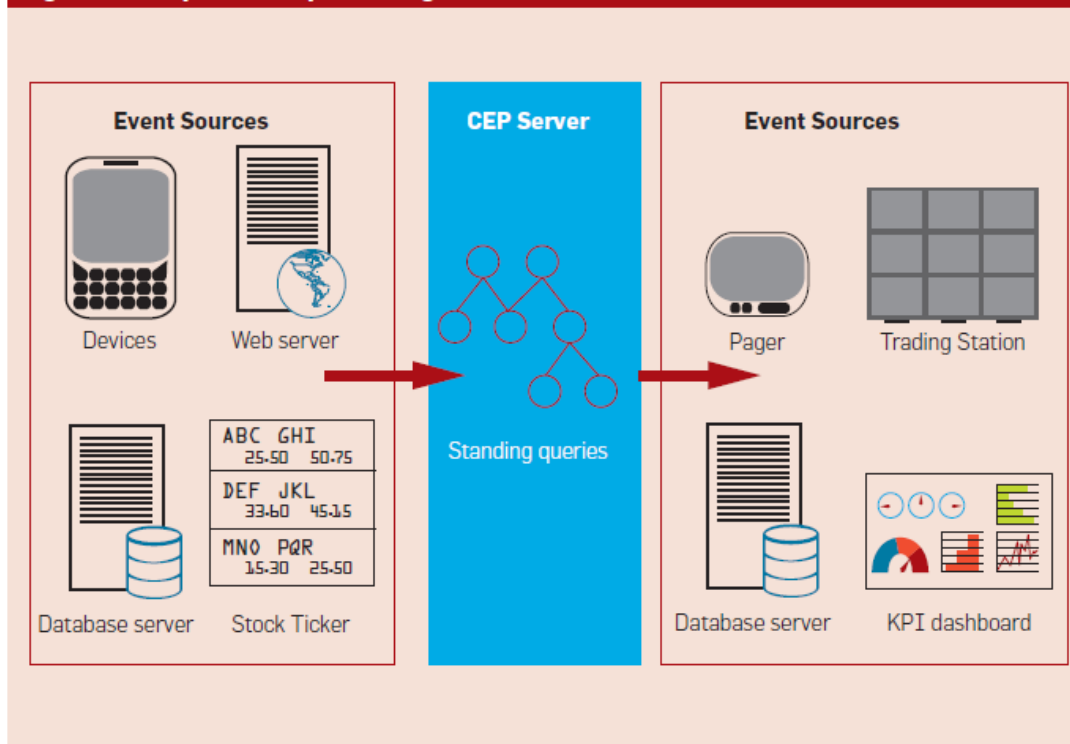 Event Sources
Devices
Web server
ABC GHI
25.50 50.75
DEF JKL
33.60 45.15
MNO PQR
15.30 25.50
Database server
Stock Ticker
CEP Server
Standing queries
Event Sources
Pager
Trading Station
Database server
KPI dashboard